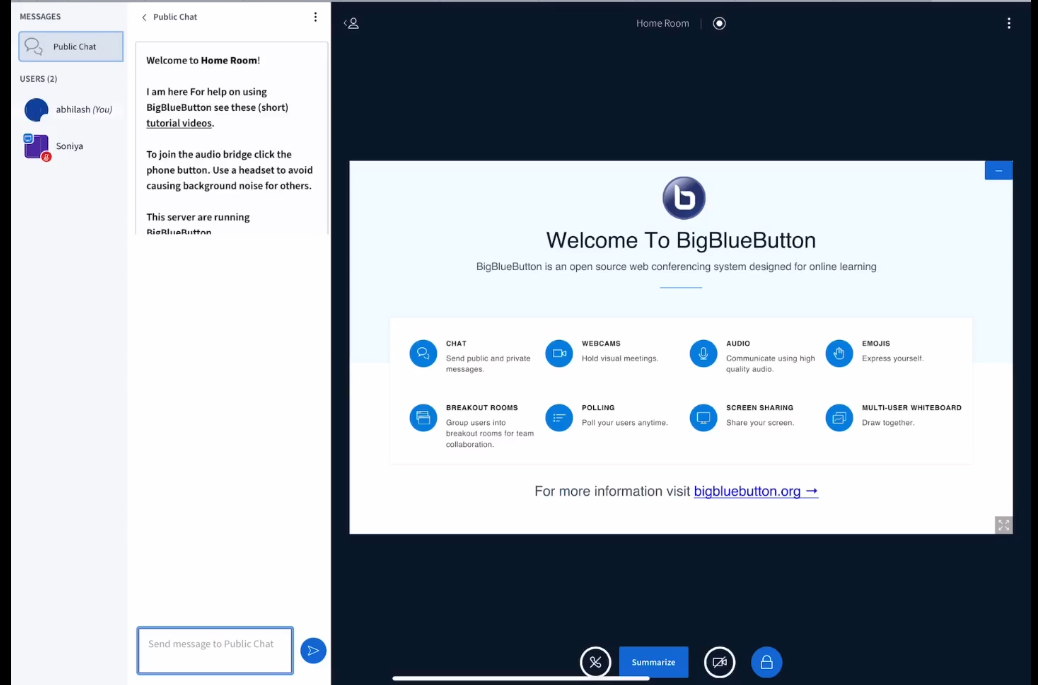 MESSAGES
Public Chat
USERS (2)
abhilash (You)
Soniya
Public Chat
Welcome to Home Room!
I am here For help on using
BigBlueButton see these (short)
tutorial videos.
To join the audio bridge click the
phone button. Use a headset to avoid
causing background noise for others.
This server are running
BigBlueButton
Send message to Public Chat
Home Room
Welcome To BigBlueButton
BigBlueButton is an open source web conferencing system designed for online learning
CHAT
Send public and private
messages.
WEBCAMS
Hold visual meetings.
AUDIO
Communicate using high
quality audio.
EMOJIS
Express yourself.
BREAKOUT ROOMS
Group users into
breakout rooms for team
collaboration.
POLLING
Poll your users anytime.
SCREEN SHARING
Share your screen.
MULTI-USER WHITEBOARD
Draw together.
For more information visit bigbluebutton.org →
Summarize